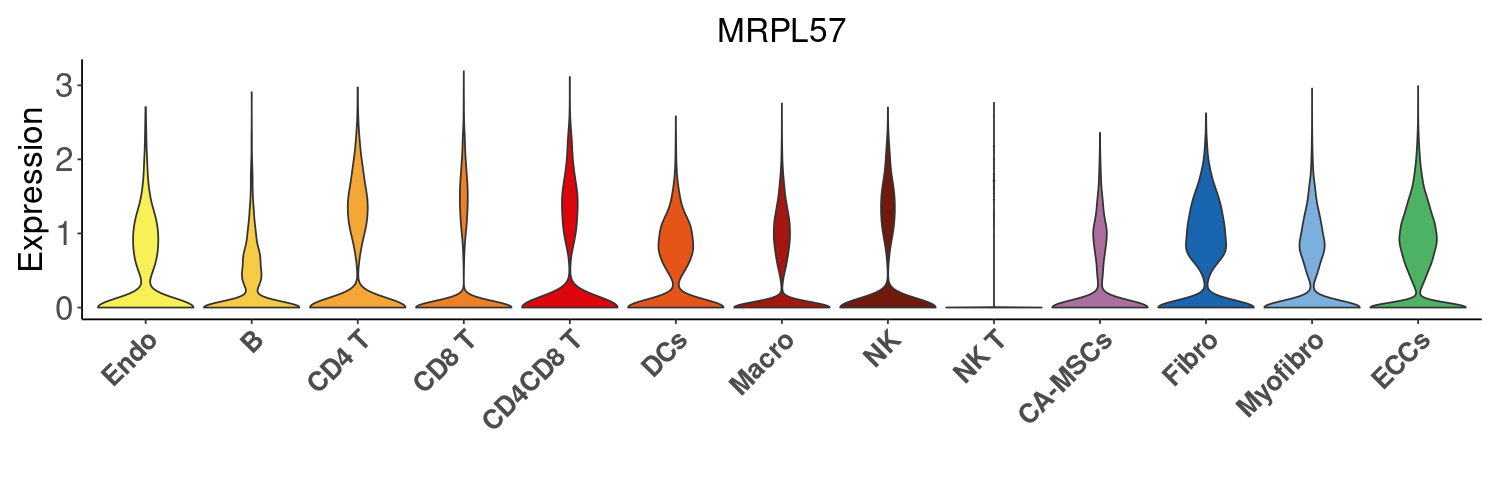 MRPL57
Expression
3
2
1
0
Endo
B
CD4 T
CD8 T
CD4CD8 T
DCs
Macro
NK
NK T
CA-MSCs
Fibro
Myofibro
ECCs